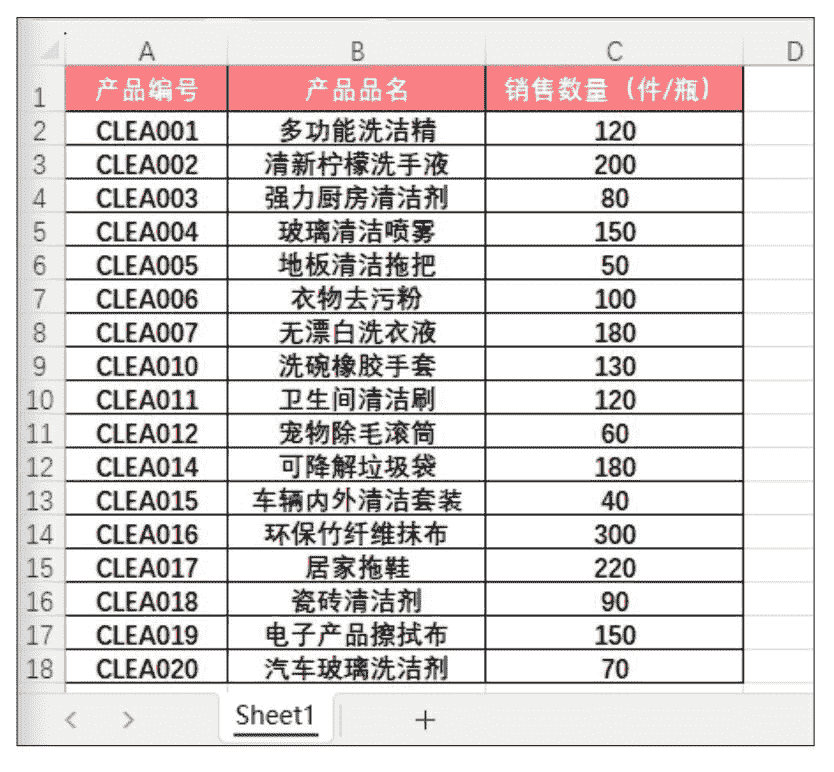 A B C D
1 产品编号 产品品名 销售数量（件/瓶）
2 CLEA001 多功能洗洁精 120
3 CLEA002 清新柠檬洗手液 200
4 CLEA003 强力厨房清洁剂 80
5 CLEA004 玻璃清洁喷雾 150
6 CLEA005 地板清洁拖把 50
7 CLEA006 衣物去污粉 100
8 CLEA007 无漂白洗衣液 180
9 CLEA010 洗碗橡胶手套 130
10 CLEA011 卫生间清洁刷 120
11 CLEA012 宠物除毛滚筒 60
12 CLEA014 可降解垃圾袋 180
13 CLEA015 车辆内外清洁套装 40
14 CLEA016 环保竹纤维抹布 300
15 CLEA017 居家拖鞋 220
16 CLEA018 瓷砖清洁剂 90
17 CLEA019 电子产品擦拭布 150
18 CLEA020 汽车玻璃洗洁剂 70
Sheet1